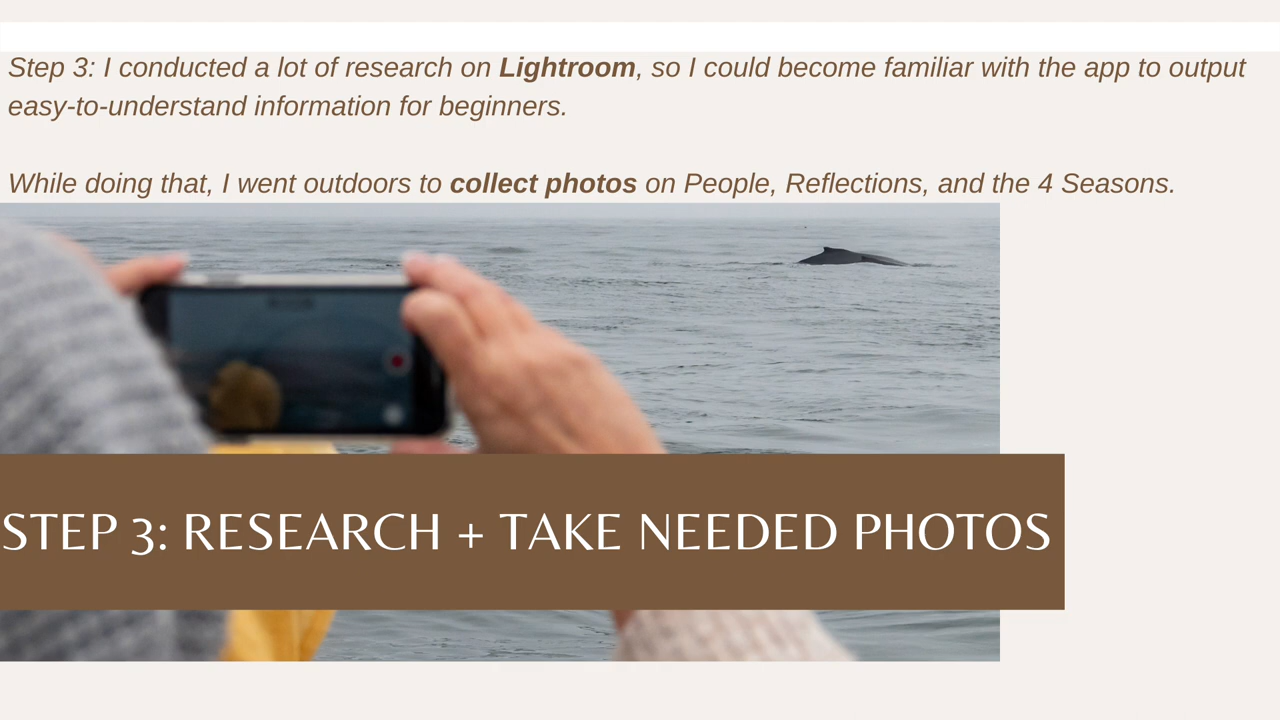 Step 3: I conducted a lot of research on Lightroom, so I could become familiar with the app to output
easy-to-understand information for beginners.
While doing that, I went outdoors to collect photos on People, Reflections, and the 4 Seasons.
STEP 3: RESEARCH + TAKE NEEDED PHOTOS